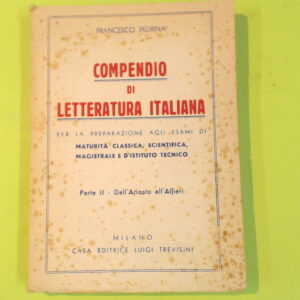 FRANCESCO PEDRINA
COMPENDIO
DI
LETTERATURA ITALIANA
PER LA PREPARAZIONE AGLI ESAMI DI
MATURITÀ CLASSICA, SCIENTIFICA,
MAGISTRALE E D'ISTITUTO TECNICO
Parte II - Dall'Ariosto all'Alfieri
MILANO
CASA EDITRICE LUIGI TREVISINI